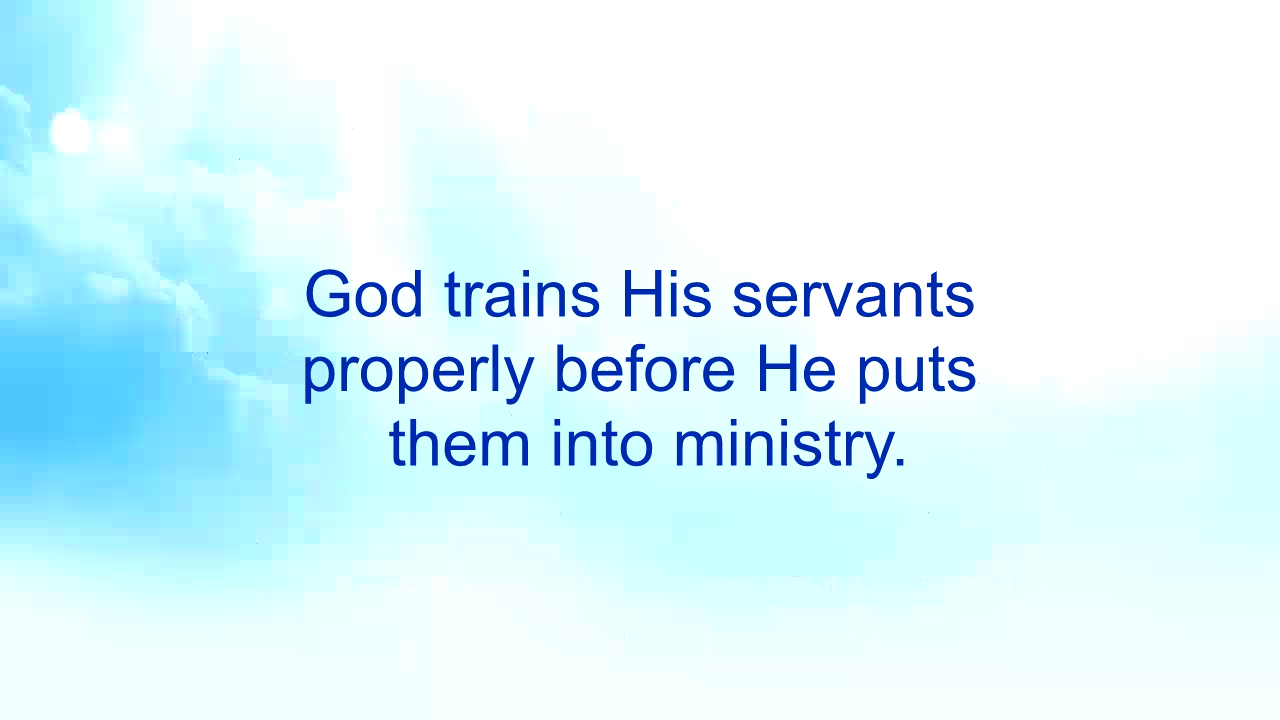 God trains His servants
properly before He puts
them into ministry.